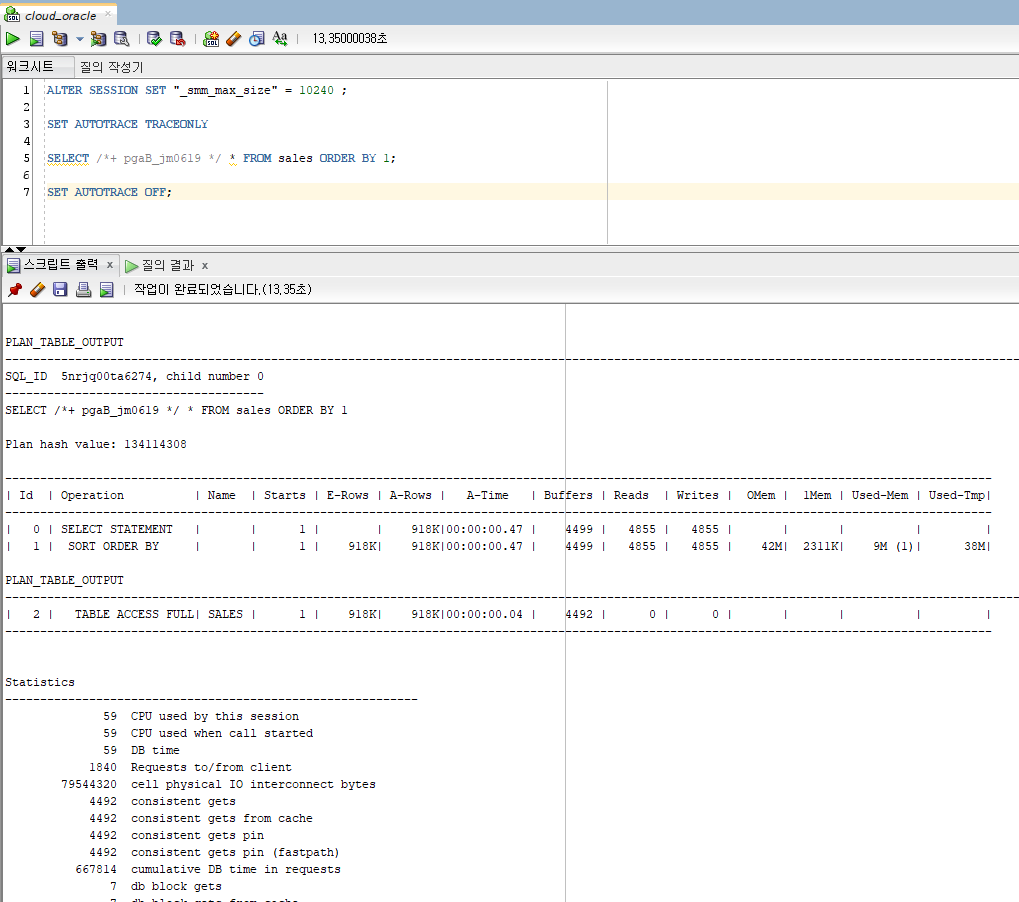 cloud_oracle
13,35000038초
워크시트 질의 작성기
1 ALTER SESSION SET "_smm_max_size" = 10240 ;
2
3 SET AUTOTRACE TRACEONLY
4
5 SELECT /*+ pgaB_jm0619 */ * FROM sales ORDER BY 1;
6
7 SET AUTOTRACE OFF;
스크립트 출력 x 질의 결과 x
작업이 완료되었습니다.(13,35초)
PLAN_TABLE_OUTPUT
SQL_ID 5nrjq00ta6274, child number 0
-------------------------------------
SELECT /*+ pgaB_jm0619 */ * FROM sales ORDER BY 1
Plan hash value: 134114308
| Id | Operation | Name | Starts | E-Rows | A-Rows | A-Time | Buffers | Reads | Writes | OMem | 1Mem | Used-Mem | Used-Tmp|
| 0 | SELECT STATEMENT | | 1 | | 918K|00:00:00.47 | 4499 | 4855 | 4855 | | | | |
| 1 | SORT ORDER BY | | 1 | 918K| 918K|00:00:00.47 | 4499 | 4855 | 4855 | 42M| 2311K| 9M (1)| 38M|
PLAN_TABLE_OUTPUT
| 2 | TABLE ACCESS FULL| SALES | 1 | 918K| 918K|00:00:00.04 | 4492 | 0 | 0 | | | | |
Statistics
-----------------------------------------------------------
59 CPU used by this session
59 CPU used when call started
59 DB time
1840 Requests to/from client
79544320 cell physical IO interconnect bytes
4492 consistent gets
4492 consistent gets from cache
4492 consistent gets pin
4492 consistent gets pin (fastpath)
667814 cumulative DB time in requests
7 db block gets
7 db block gets from cache